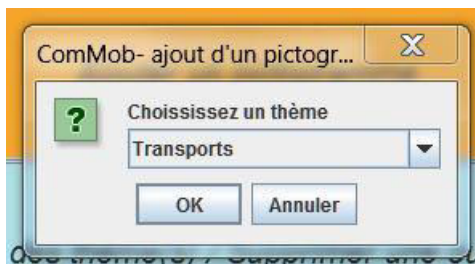 ComMob- ajout d'un pictogr...
Choississez un thème
Transports
OK
Annuler